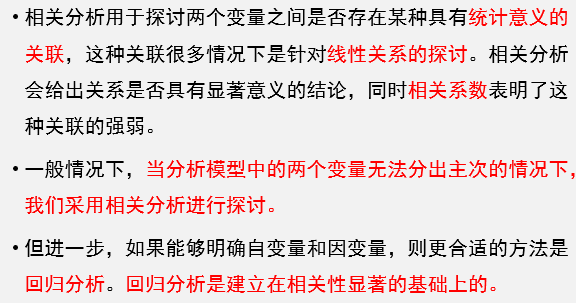 • 相关分析用于探讨两个变量之间是否存在某种具有统计意义的
关联，这种关联很多情况下是针对线性关系的探讨。相关分析
会给出关系是否具有显著意义的结论，同时相关系数表明了这
种关联的强弱。
• 一般情况下，当分析模型中的两个变量无法分出主次的情况下，
我们采用相关分析进行探讨。
• 但进一步，如果能够明确自变量和因变量，则更合适的方法是
回归分析。回归分析是建立在相关性显著的基础上的。